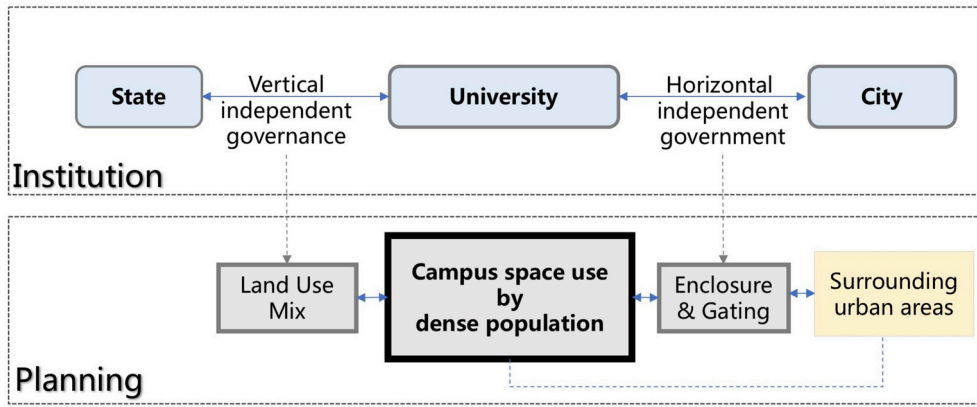 State
Vertical
independent
governance
University
Horizontal
independent
government
City
Institution
Land Use
Mix
Campus space use
by
dense population
Enclosure
& Gating
Surrounding
urban areas
Planning